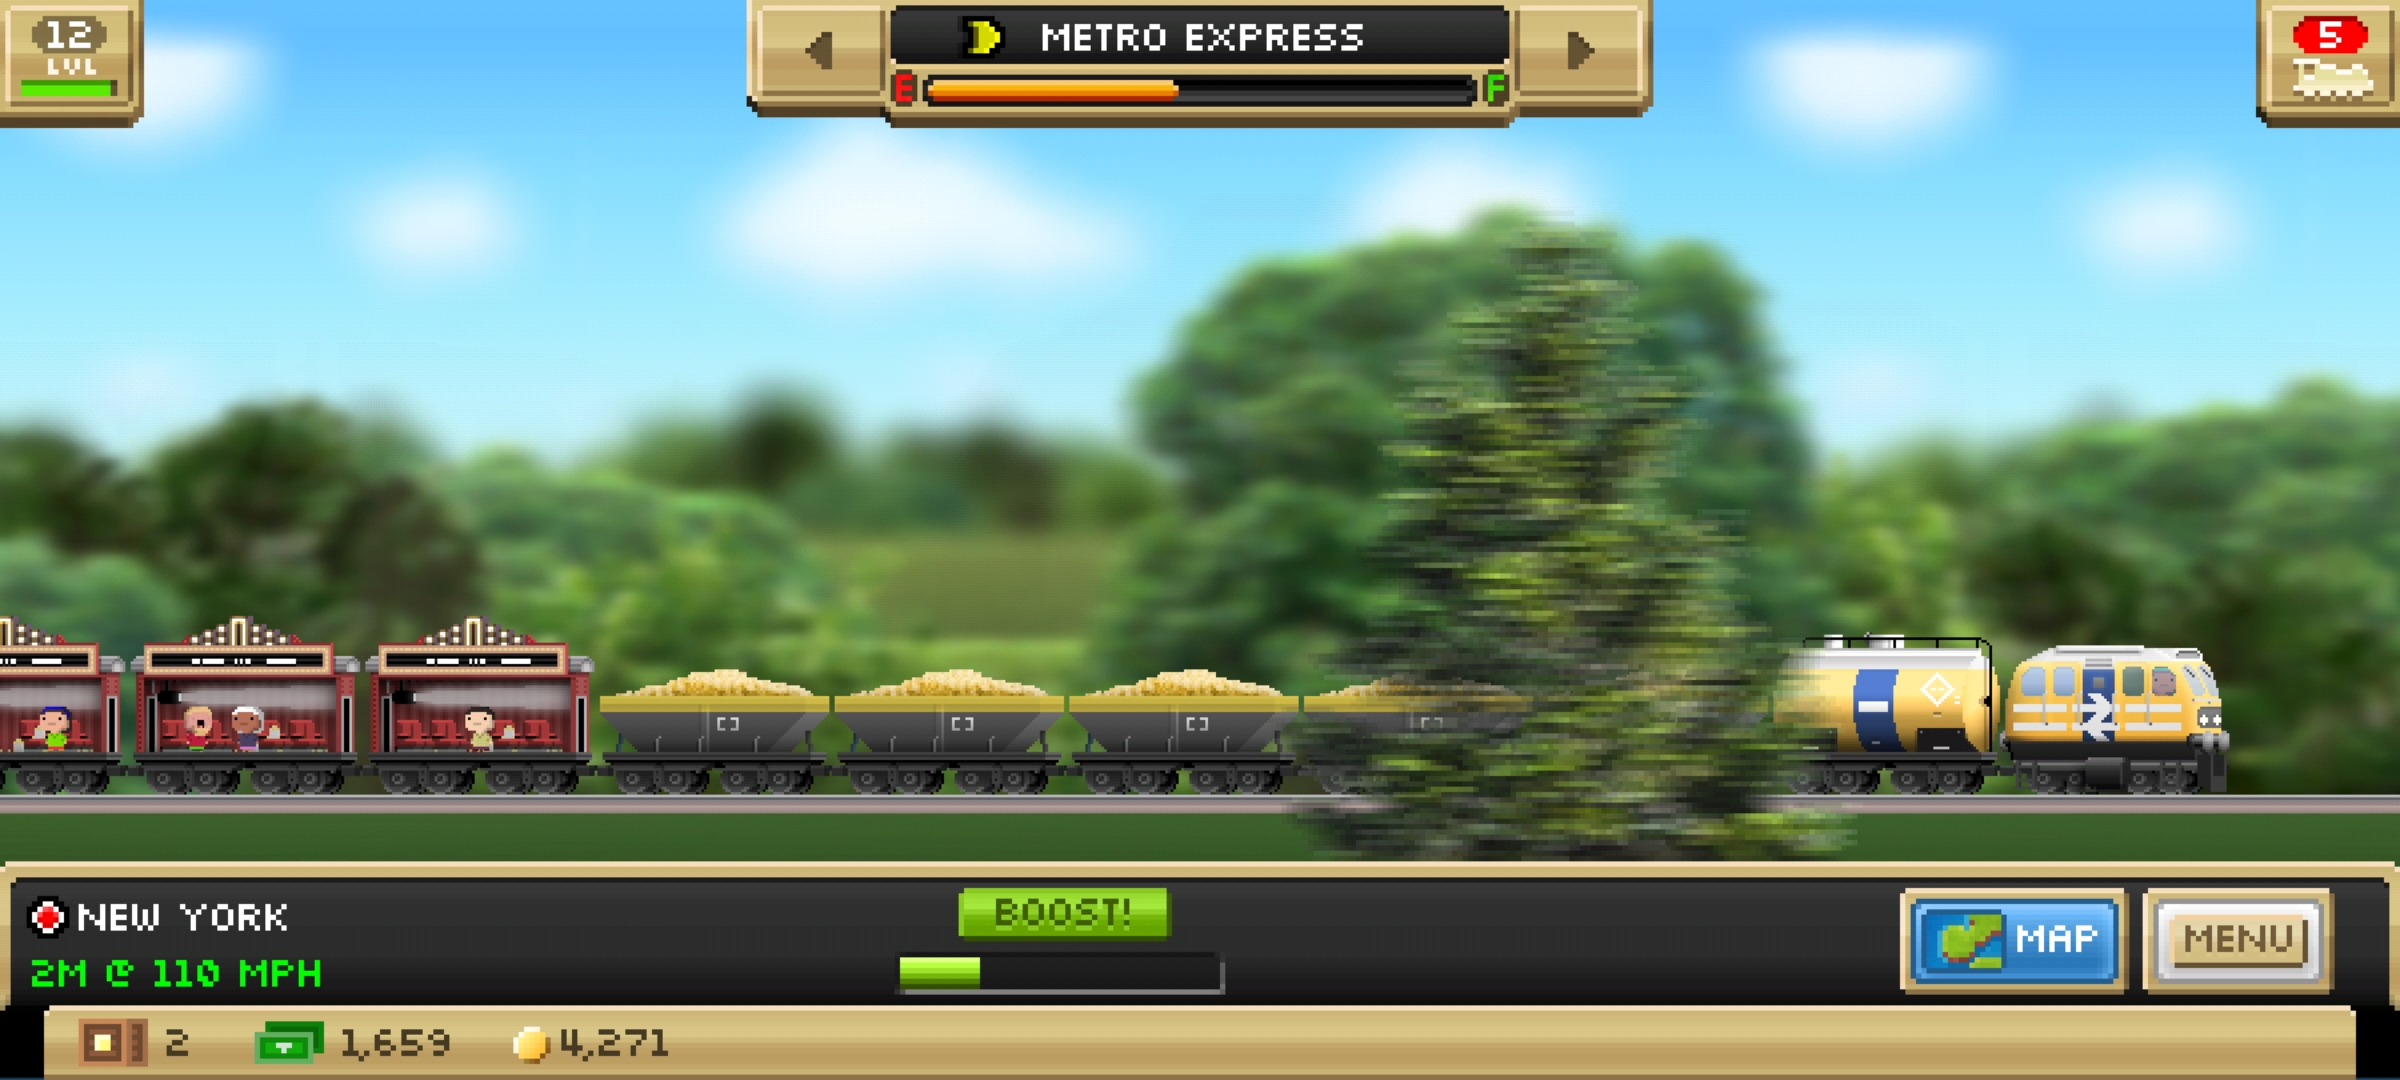 12
LVL
METRO EXPRESS
E F
5
NEW YORK
2M @ 110 MPH
BOOST!
MAP
MENU
2
1,659
4,271